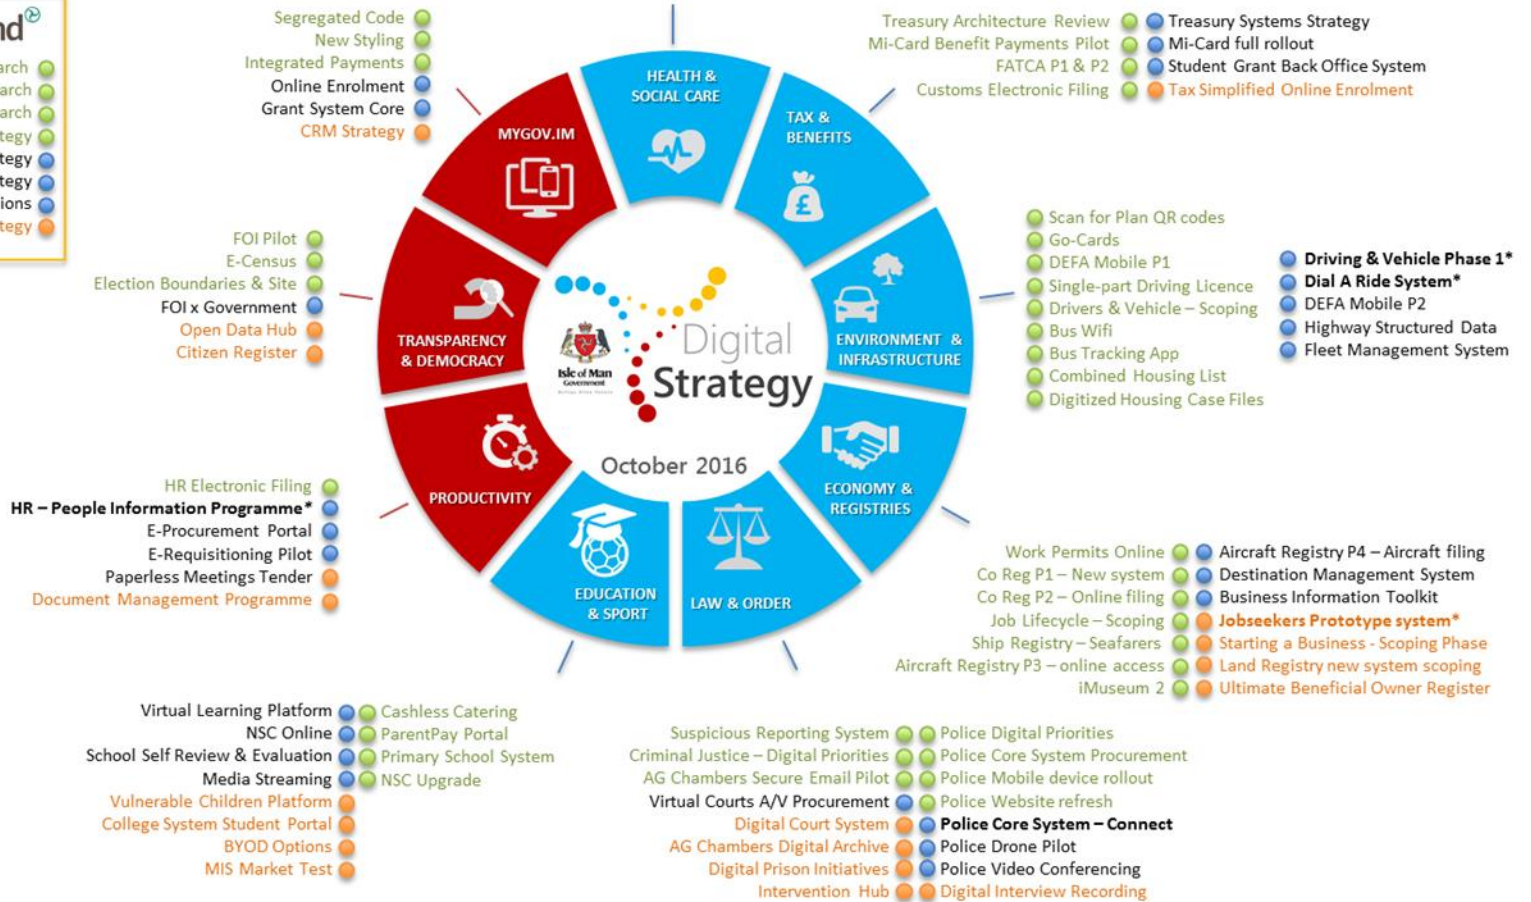 nd
arch
arch
arch
tegy
tegy
tegy
ions
tegy
Segregated Code
New Styling
Integrated Payments
Online Enrolment
Grant System Core
CRM Strategy
Treasury Architecture Review
Mi-Card Benefit Payments Pilot
FATCA P1 & P2
Customs Electronic Filing
Treasury Systems Strategy
Mi-Card full rollout
Student Grant Back Office System
Tax Simplified Online Enrolment
MYGOV.IM
HEALTH &
SOCIAL CARE
TAX &
BENEFITS
£
FOI Pilot
E-Census
Election Boundaries & Site
FOI x Government
Open Data Hub
Citizen Register
TRANSPARENCY
& DEMOCRACY
Isle of Man
Government
Digital
Strategy
October 2016
ENVIRONMENT &
INFRASTRUCTURE
Scan for Plan QR codes
Go-Cards
DEFA Mobile P1
Single-part Driving Licence
Drivers & Vehicle – Scoping
Bus Wifi
Bus Tracking App
Combined Housing List
Digitized Housing Case Files
Driving & Vehicle Phase 1*
Dial A Ride System*
DEFA Mobile P2
Highway Structured Data
Fleet Management System
HR Electronic Filing
HR – People Information Programme*
E-Procurement Portal
E-Requisitioning Pilot
Paperless Meetings Tender
Document Management Programme
PRODUCTIVITY
ECONOMY &
REGISTRIES
EDUCATION
& SPORT
LAW & ORDER
Work Permits Online
Co Reg P1 – New system
Co Reg P2 – Online filing
Job Lifecycle – Scoping
Ship Registry – Seafarers
Aircraft Registry P3 – online access
iMuseum 2
Aircraft Registry P4 – Aircraft filing
Destination Management System
Business Information Toolkit
Jobseekers Prototype system*
Starting a Business - Scoping Phase
Land Registry new system scoping
Ultimate Beneficial Owner Register
Virtual Learning Platform
NSC Online
School Self Review & Evaluation
Media Streaming
Vulnerable Children Platform
College System Student Portal
BYOD Options
MIS Market Test
Cashless Catering
ParentPay Portal
Primary School System
NSC Upgrade
Suspicious Reporting System
Criminal Justice – Digital Priorities
AG Chambers Secure Email Pilot
Virtual Courts A/V Procurement
Digital Court System
AG Chambers Digital Archive
Digital Prison Initiatives
Intervention Hub
Police Digital Priorities
Police Core System Procurement
Police Mobile device rollout
Police Website refresh
Police Core System – Connect
Police Drone Pilot
Police Video Conferencing
Digital Interview Recording